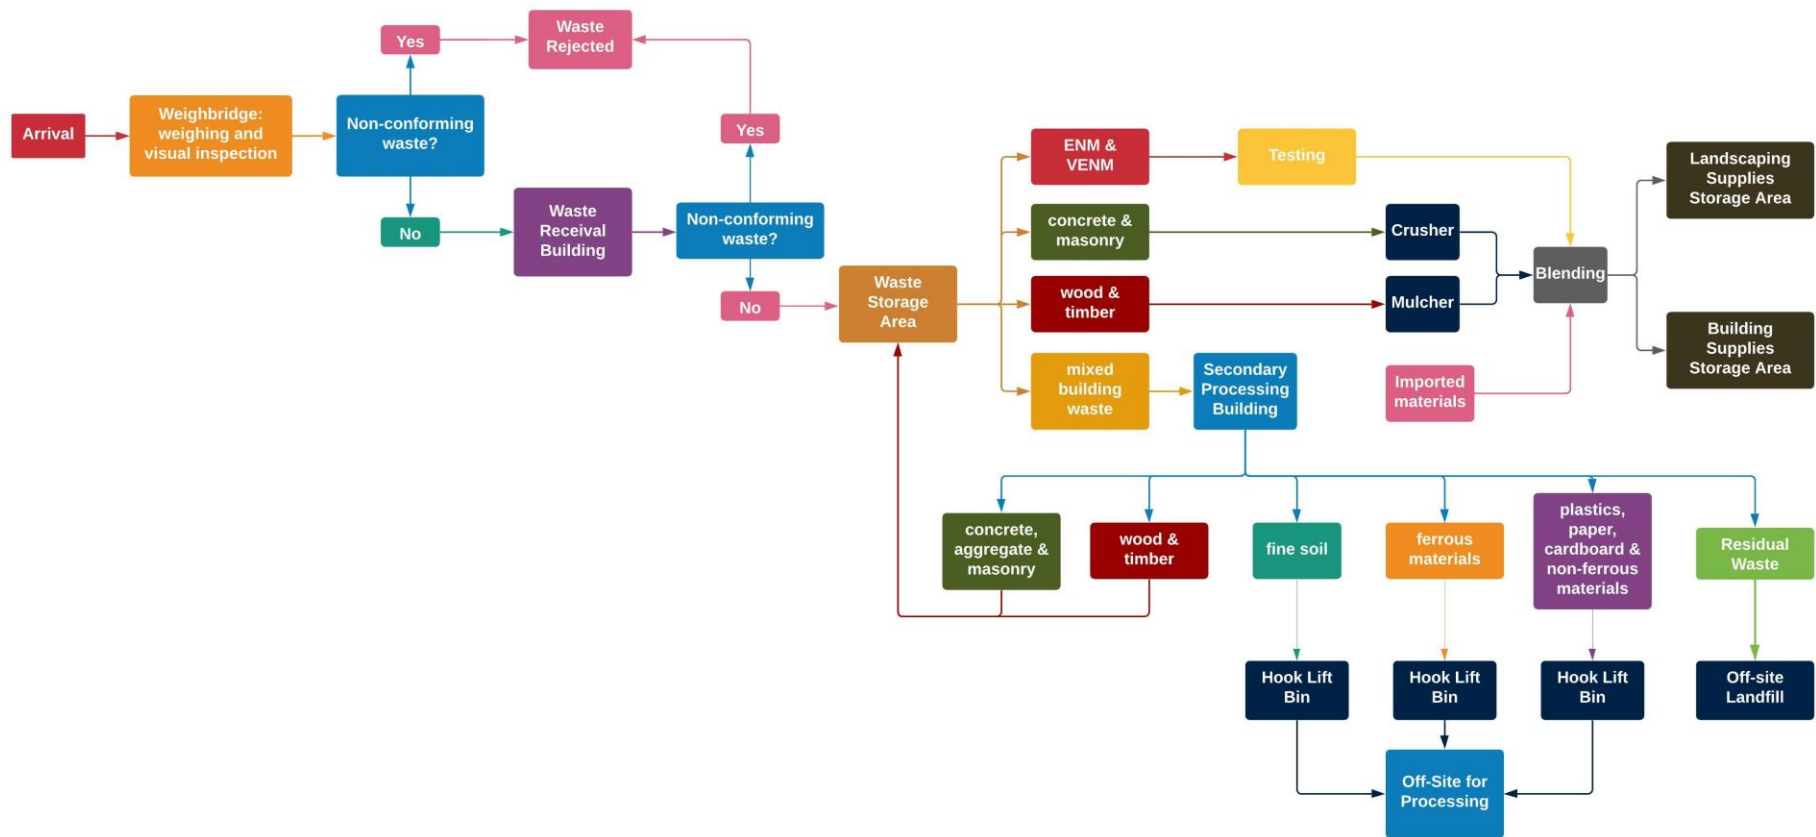 Yes
Waste
Rejected
Arrival
Weighbridge:
weighing and
visual inspection
Non-conforming
waste?
Yes
No
Waste
Receival
Building
Non-conforming
waste?
No
Waste
Storage
Area
ENM &
VENM
Testing
concrete &
masonry
Crusher
wood &
timber
Mulcher
mixed
building
waste
Secondary
Processing
Building
Imported
materials
Blending
Landscaping
Supplies
Storage Area
Building
Supplies
Storage Area
concrete,
aggregate &
masonry
wood &
timber
fine soil
ferrous
materials
plastics,
paper,
cardboard &
non-ferrous
materials
Residual
Waste
Hook Lift
Bin
Hook Lift
Bin
Hook Lift
Bin
Off-site
Landfill
Off-Site for
Processing